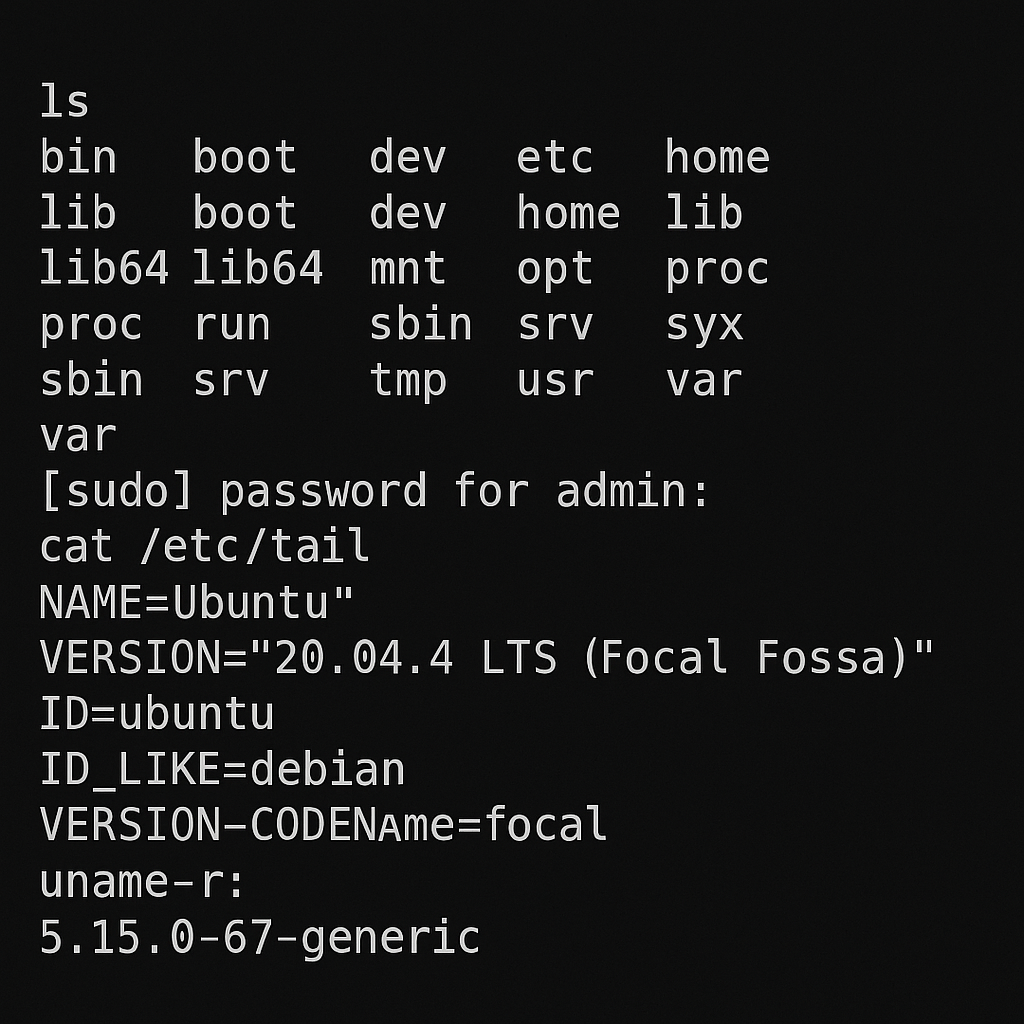 ls
bin boot dev etc home
lib boot dev home lib
lib64 lib64 mnt opt proc
proc run sbin srv syx
sbin srv tmp usr var
var
[sudo] password for admin:
cat /etc/tail
NAME=Ubuntu"
VERSION="20.04.4 LTS (Focal Fossa)"
ID=ubuntu
ID_LIKE=debian
VERSION-CODENAme=focal
uname-r:
5.15.0-67-generic